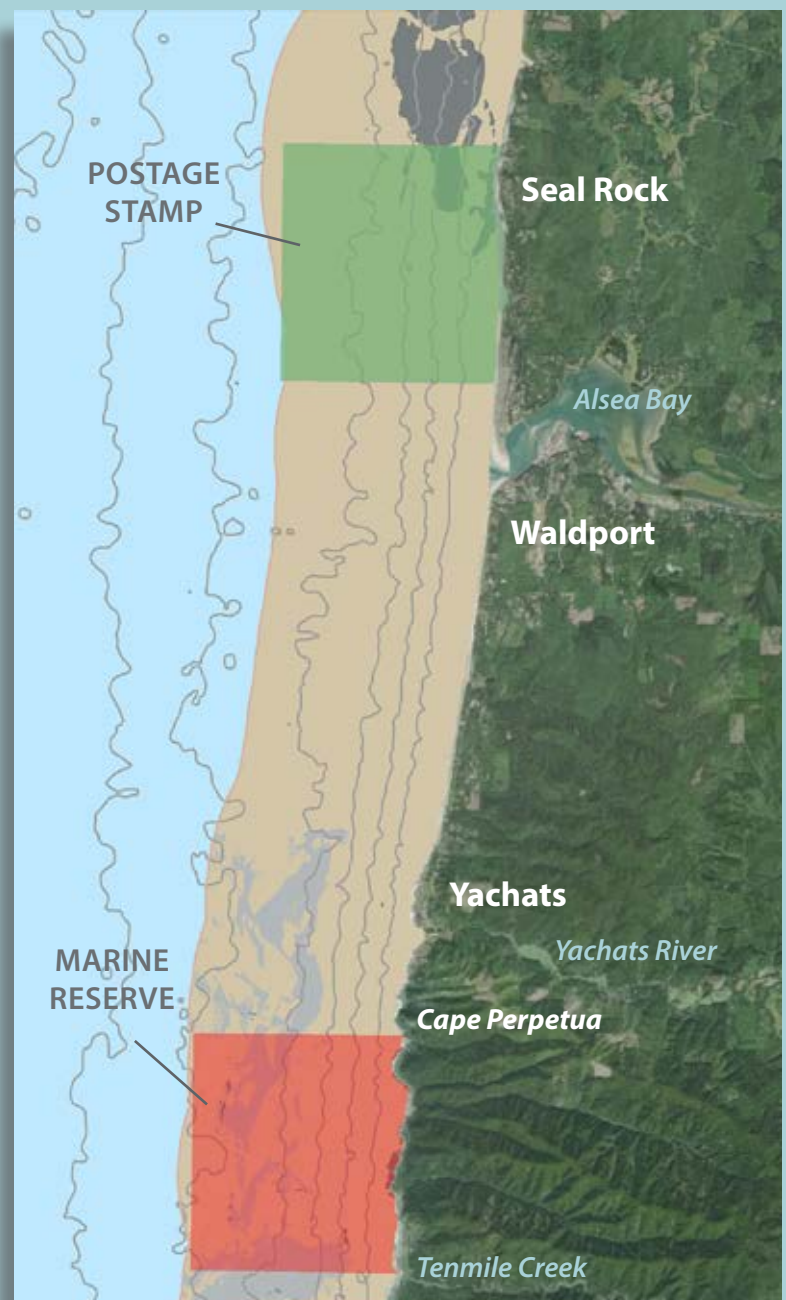 POSTAGE
STAMP
Seal Rock
Alsea Bay
Waldport
Yachats
Yachats River
MARINE
RESERVE
Cape Perpetua
Tenmile Creek